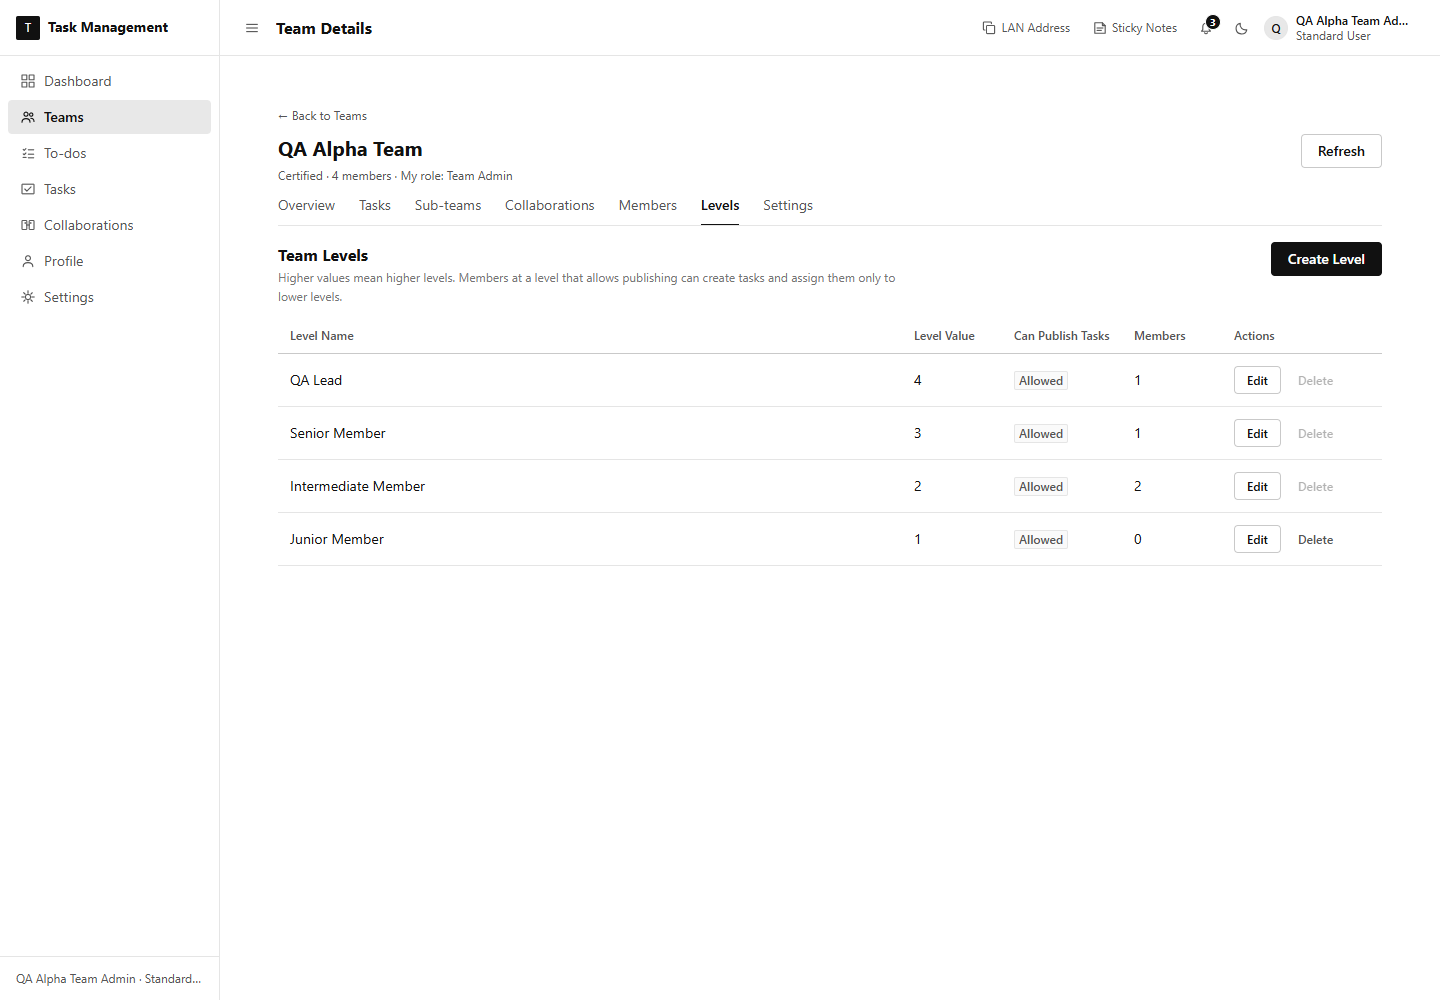 T Task Management
Team Details
LAN Address
Sticky Notes
3
Q
QA Alpha Team Ad...
Standard User
Dashboard
Teams
To-dos
Tasks
Collaborations
Profile
Settings
← Back to Teams
QA Alpha Team
Refresh
Certified · 4 members · My role: Team Admin
Overview Tasks Sub-teams Collaborations Members Levels Settings
Team Levels
Create Level
Higher values mean higher levels. Members at a level that allows publishing can create tasks and assign them only to
lower levels.
Level Name Level Value Can Publish Tasks Members Actions
QA Lead 4 Allowed 1 Edit Delete
Senior Member 3 Allowed 1 Edit Delete
Intermediate Member 2 Allowed 2 Edit Delete
Junior Member 1 Allowed 0 Edit Delete
QA Alpha Team Admin · Standard...